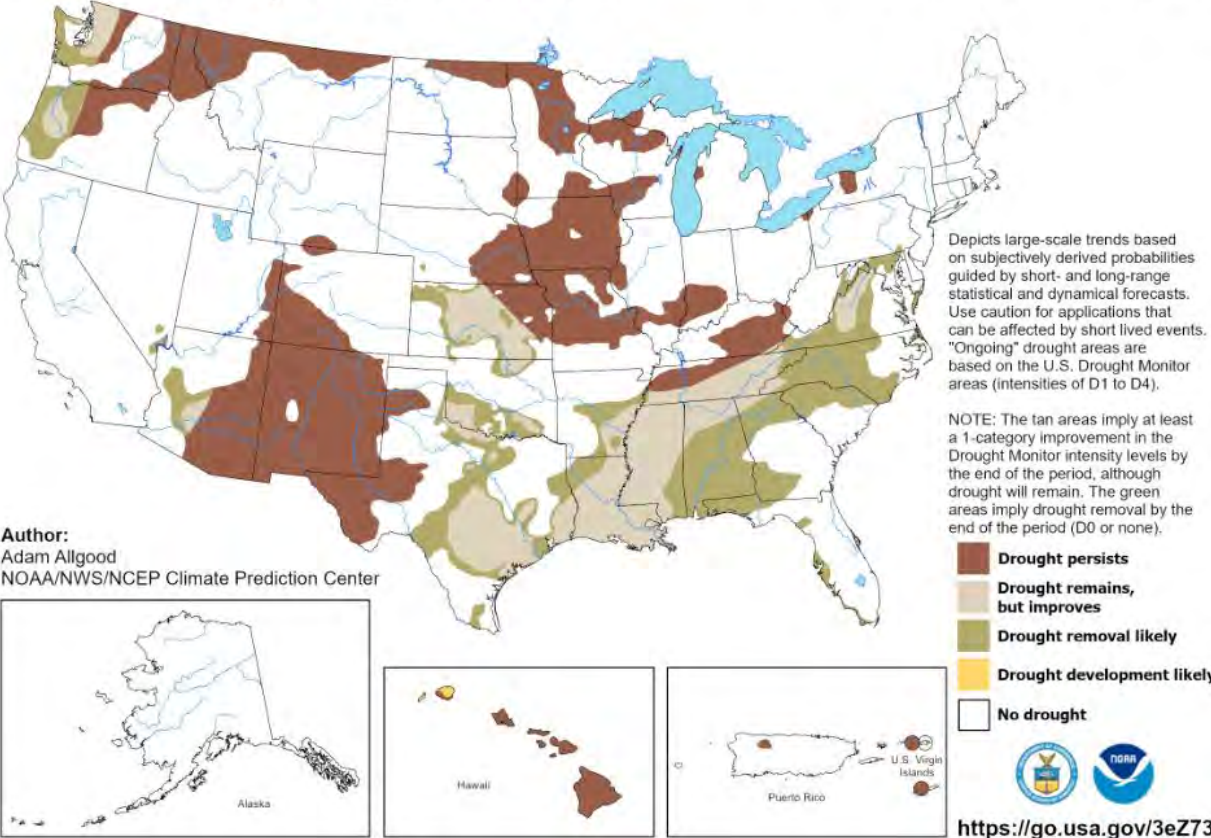 Depicts large-scale trends based
on subjectively derived probabilities
guided by short- and long-range
statistical and dynamical forecasts.
Use caution for applications that
can be affected by short lived events.
"Ongoing" drought areas are
based on the U.S. Drought Monitor
areas (intensities of D1 to D4).
NOTE: The tan areas imply at least
a 1-category improvement in the
Drought Monitor intensity levels by
the end of the period, although
drought will remain. The green
areas imply drought removal by the
end of the period (D0 or none).
Author:
Adam Allgood
NOAA/NWS/NCEP Climate Prediction Center
Drought persists
Drought remains,
but improves
Drought removal likely
Drought development likely
No drought
Alaska
Hawaii
Puerto Rico
U.S. Virgin
Islands
NOAA
https://go.usa.gov/3eZ73